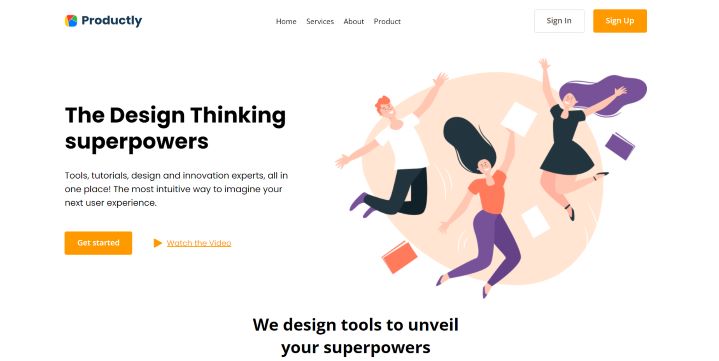 Productly
Home Services About Product
Sign In Sign Up
The Design Thinking
superpowers
Tools, tutorials, design and innovation experts, all in
one place! The most intuitive way to imagine your
next user experience.
Get started Watch the Video
We design tools to unveil
your superpowers